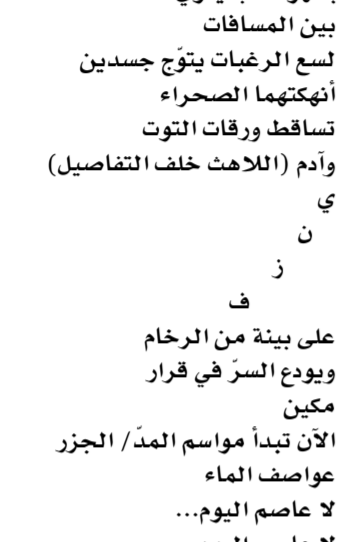 بين المسافات
لسع الرغبات يتوّج جسدين
أنهكتهما الصحراء
تساقط ورقات التوت
وآدم (اللاهث خلف التفاصيل)
ي
ن
ز
ف
على بينة من الرخام
ويودع السرّ في قرار
مكين
الآن تبدأ مواسم المدّ/ الجزر
عواصف الماء
لا عاصم اليوم...